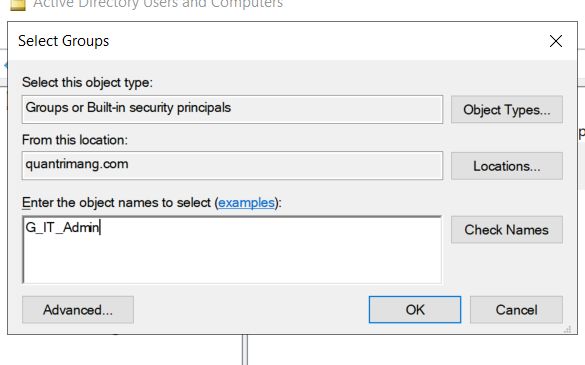 Active Directory Users and Computers
Select Groups
Select this object type:
Groups or Built-in security principals
Object Types...
From this location:
quantrimang.com
Locations...
Enter the object names to select (examples):
G_IT_Admin
Check Names
Advanced...
OK
Cancel